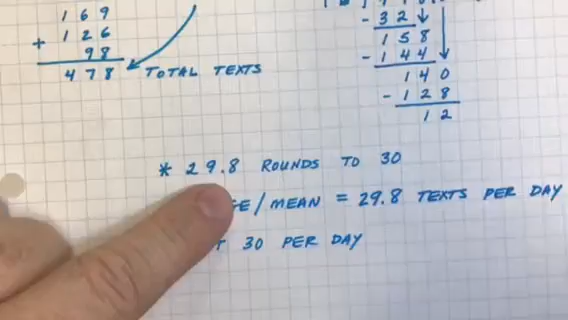 169
+ 126
98
478 TOTAL TEXTS
- 32
158
- 144
140
- 128
12
* 29.8 ROUNDS TO 30
/ MEAN = 29.8 TEXTS PER DAY
30 PER DAY